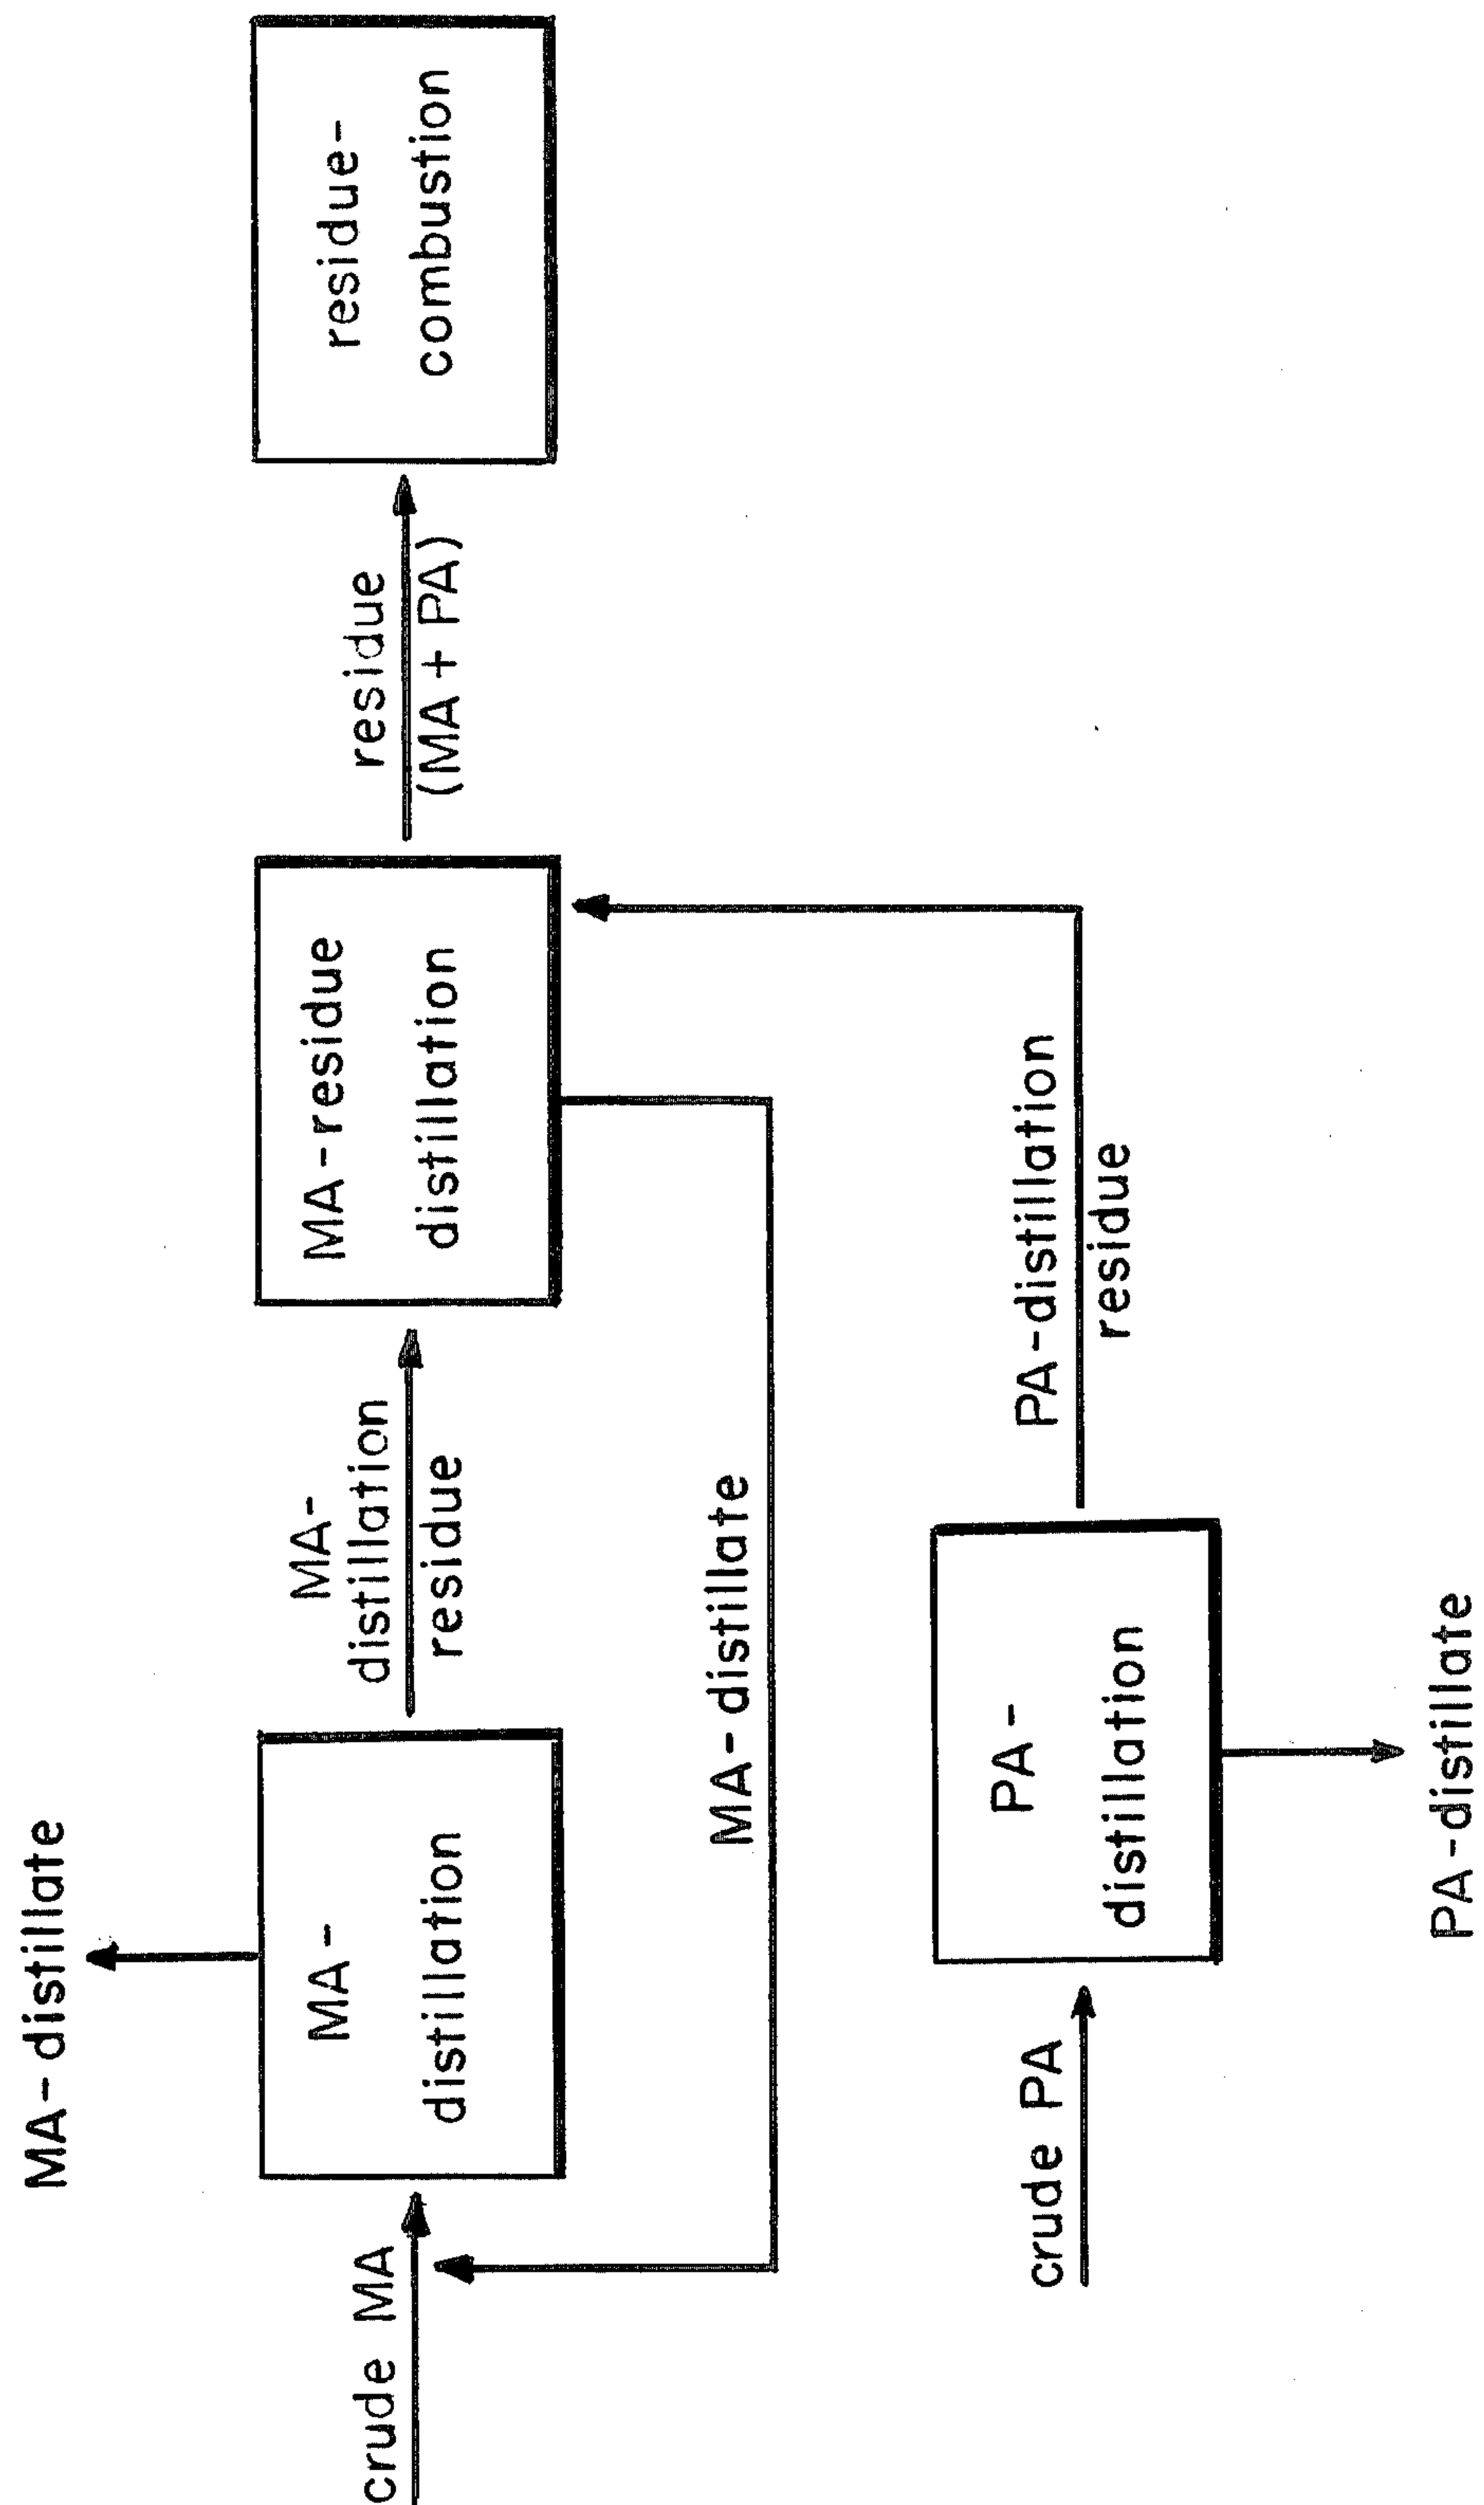 MA-distillate
crude MA
MA-
distillation
MA-
distillation
residue
MA-residue
distillation
residue
(MA + PA)
residue-
combustion
MA-distillate
crude PA
PA-
distillation
PA-distillation
residue
PA-distillate